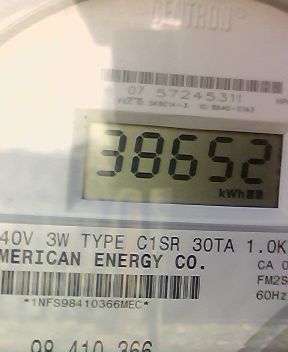 CENTRON®
07 57245311
38652
kWh
40V 3W TYPE C1SR 30TA 1.0K
MERICAN ENERGY CO.
CA 0
FM2S
*1NFS98410366MEC*
60Hz
98 410 366